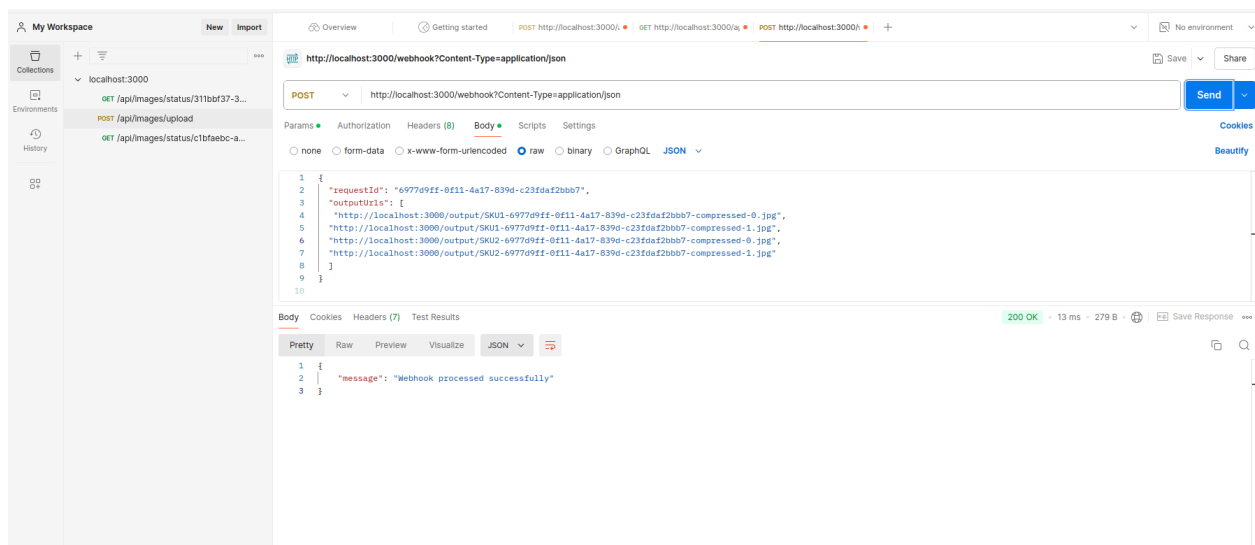 My Workspace New Import Overview Getting started POST http://localhost:3000/ GET http://localhost:3000/a POST http://localhost:3000/ No environment
Collections
Environments
History
localhost:3000
GET /api/images/status/311bbf37-3...
POST /api/images/upload
GET /api/images/status/c1bfaebc-a...
HTTP http://localhost:3000/webhook?Content-Type=application/json Save Share
POST http://localhost:3000/webhook?Content-Type=application/json Send
Params Authorization Headers (8) Body Scripts Settings Cookies
none form-data x-www-form-urlencoded raw binary GraphQL JSON Beautify
1 {
2 "requestId": "6977d9ff-0f11-4a17-839d-c23fdaf2bbb7",
3 "outputUrls": [
4 "http://localhost:3000/output/SKU1-6977d9ff-0f11-4a17-839d-c23fdaf2bbb7-compressed-0.jpg",
5 "http://localhost:3000/output/SKU1-6977d9ff-0f11-4a17-839d-c23fdaf2bbb7-compressed-1.jpg",
6 "http://localhost:3000/output/SKU2-6977d9ff-0f11-4a17-839d-c23fdaf2bbb7-compressed-0.jpg",
7 "http://localhost:3000/output/SKU2-6977d9ff-0f11-4a17-839d-c23fdaf2bbb7-compressed-1.jpg"
8 ]
9 }
10
Body Cookies Headers (7) Test Results 200 OK 13 ms 279 B Save Response
Pretty Raw Preview Visualize JSON
1 {
2 "message": "Webhook processed successfully"
3 }